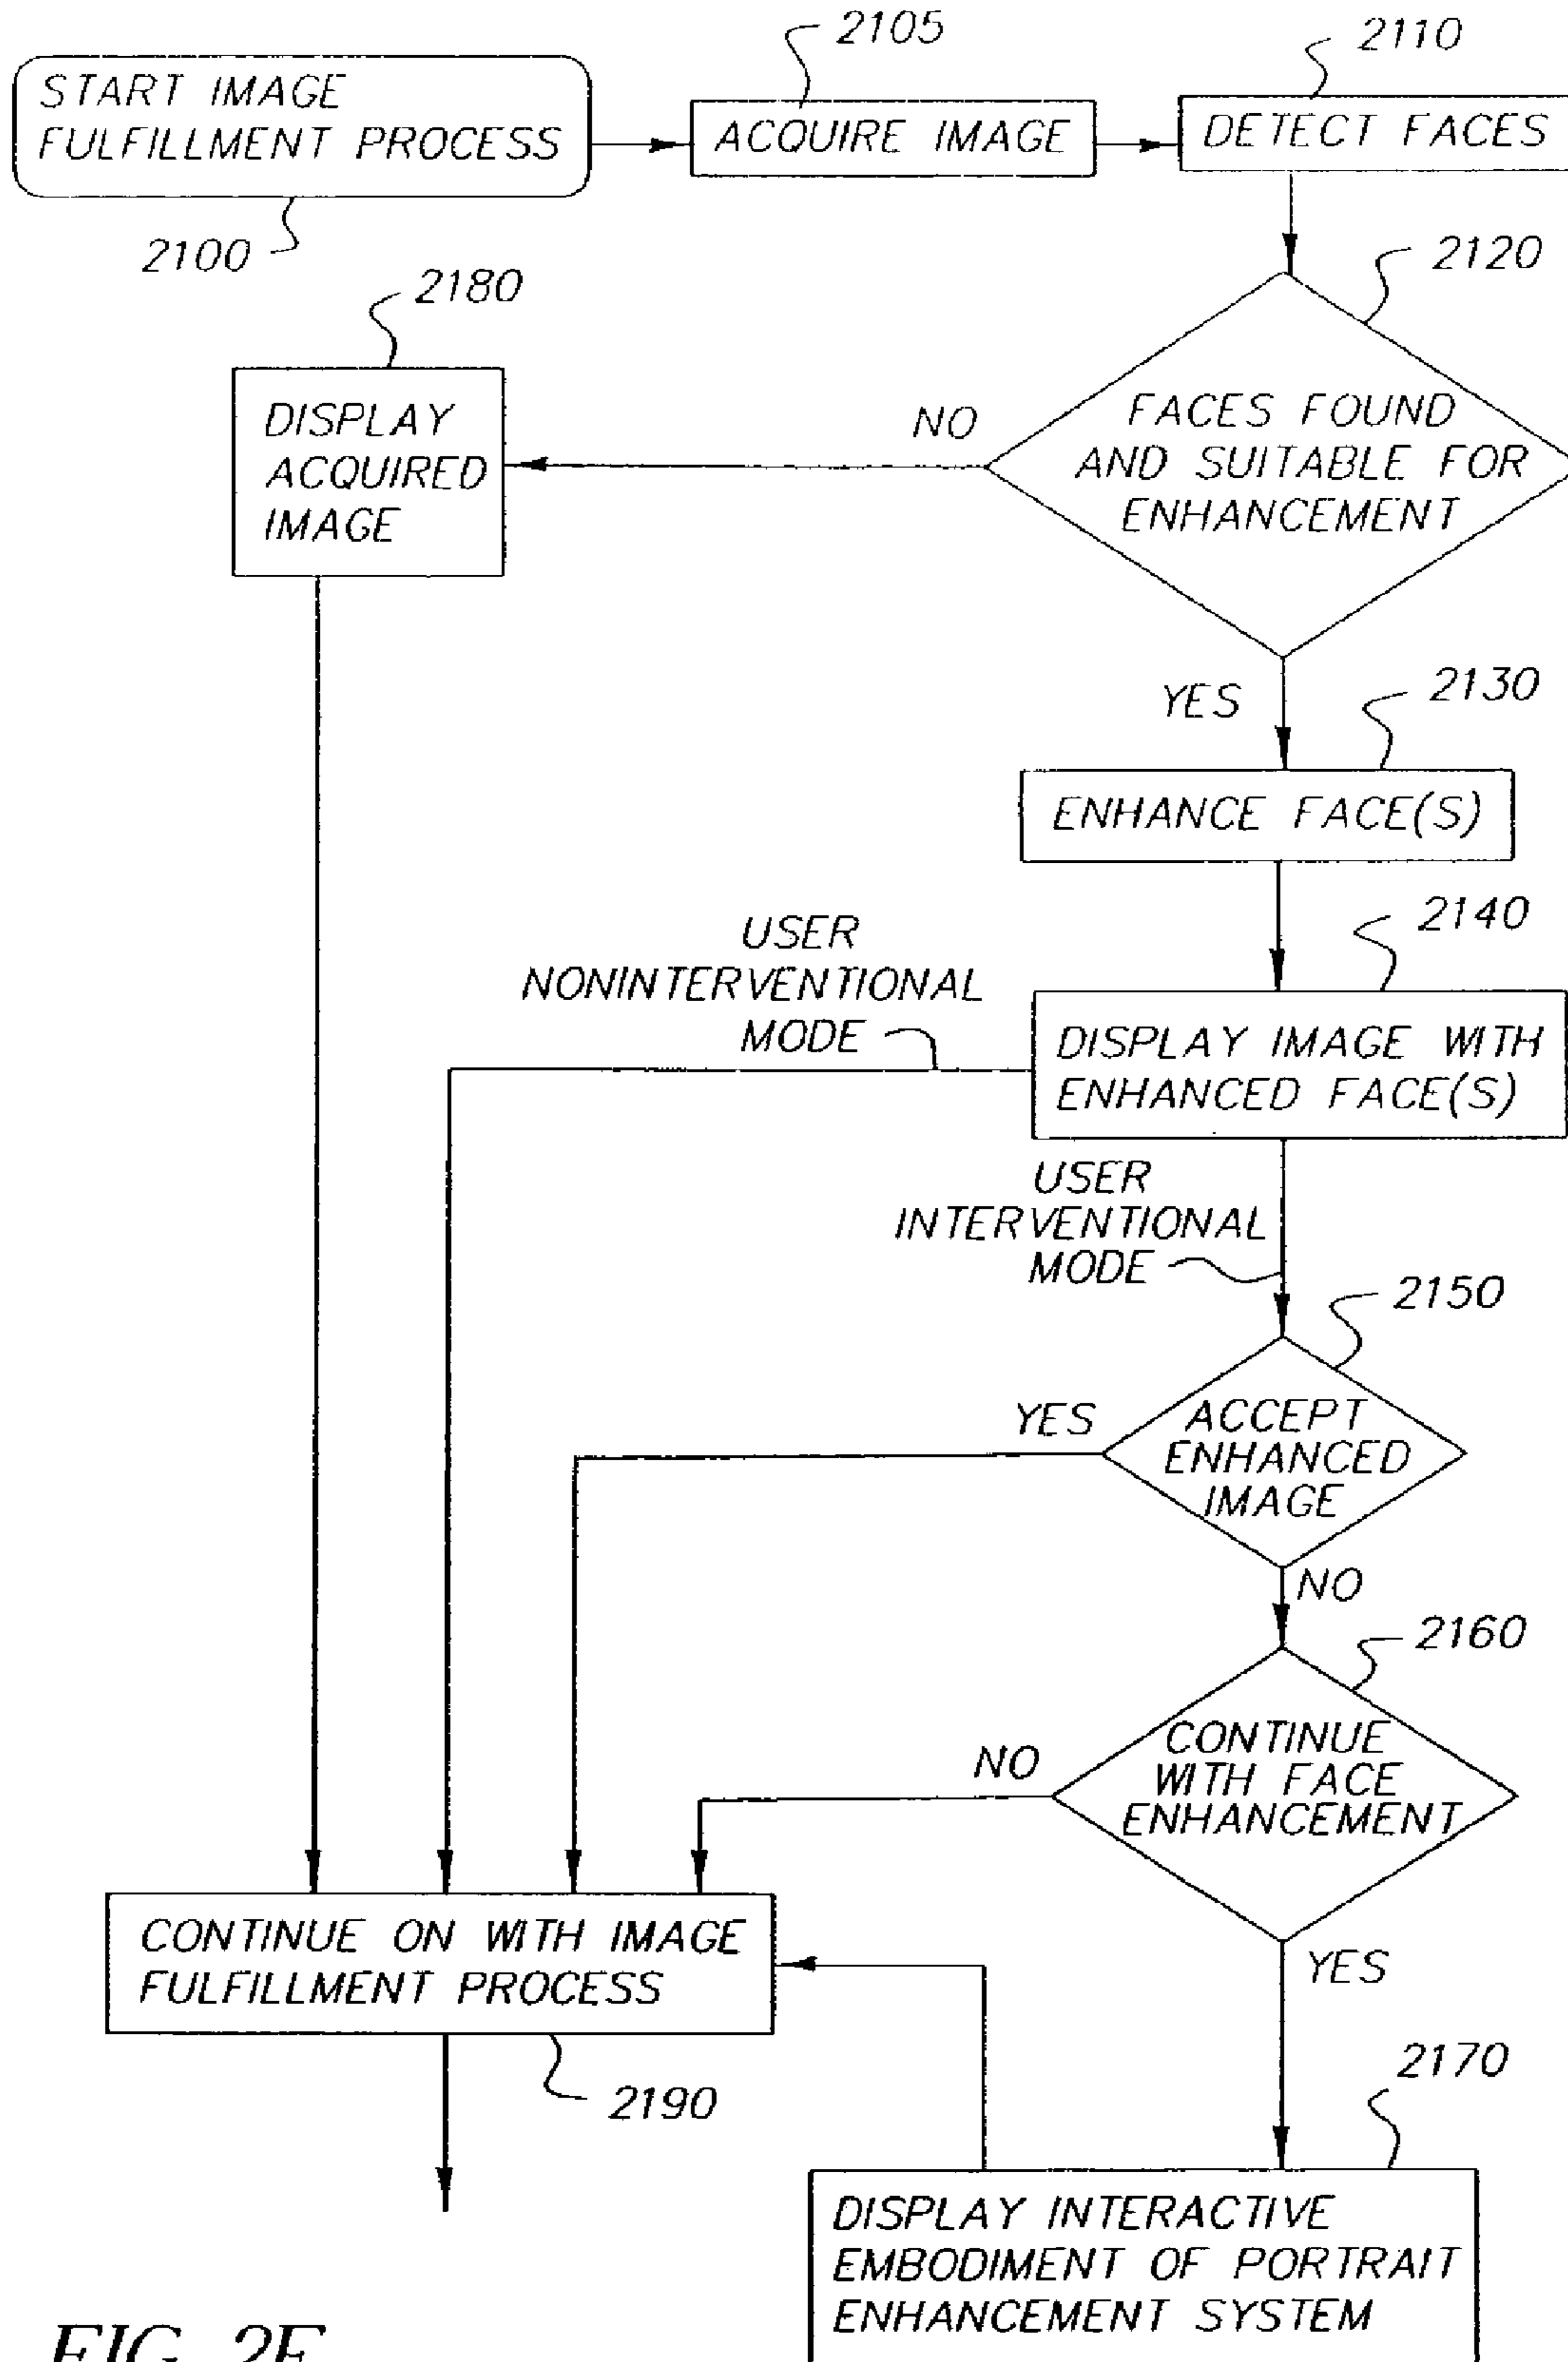 2105
2110
START IMAGE
FULFILLMENT PROCESS
ACQUIRE IMAGE
DETECT FACES
2100
2180
2120
DISPLAY
ACQUIRED
IMAGE
NO
FACES FOUND
AND SUITABLE FOR
ENHANCEMENT
YES
2130
ENHANCE FACE(S)
2140
USER
NONINTERVENTIONAL
MODE
DISPLAY IMAGE WITH
ENHANCED FACE(S)
USER
INTERVENTIONAL
MODE
2150
YES
ACCEPT
ENHANCED
IMAGE
NO
2160
NO
CONTINUE
WITH FACE
ENHANCEMENT
CONTINUE ON WITH IMAGE
FULFILLMENT PROCESS
YES
2190
2170
DISPLAY INTERACTIVE
EMBODIMENT OF PORTRAIT
ENHANCEMENT SYSTEM
FIG.